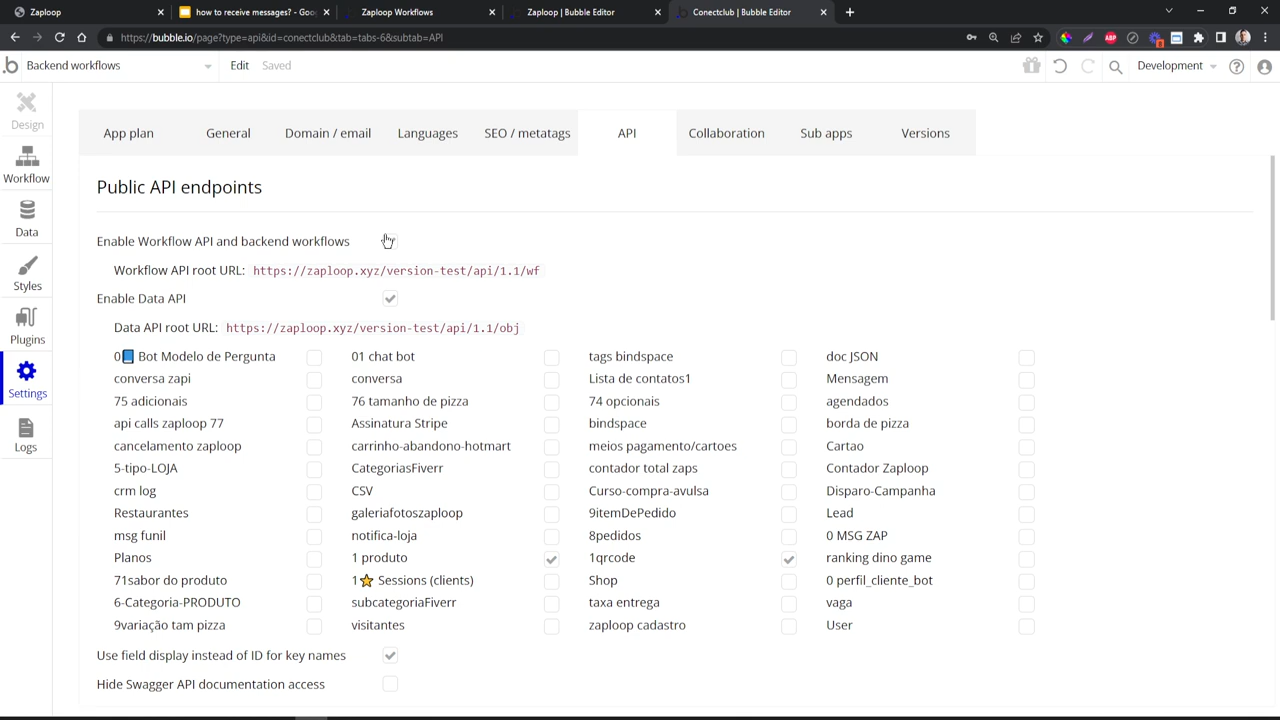 Zaploop
how to receive messages? - Goo
Zaploop Workflows
Zaploop | Bubble Editor
Conectclub | Bubble Editor
https://bubble.io/page?type=api&id=conectclub&tab=tabs-6&subtab=API
Backend workflows
Edit
Saved
Development
Design
Workflow
Data
Styles
Plugins
Settings
Logs
App plan
General
Domain / email
Languages
SEO / metatags
API
Collaboration
Sub apps
Versions
Public API endpoints
Enable Workflow API and backend workflows
Workflow API root URL: https://zaploop.xyz/version-test/api/1.1/wf
Enable Data API
Data API root URL: https://zaploop.xyz/version-test/api/1.1/obj
0📘 Bot Modelo de Pergunta 01 chat bot tags bindspace doc JSON
conversa zapi conversa Lista de contatos1 Mensagem
75 adicionais 76 tamanho de pizza 74 opcionais agendados
api calls zaploop 77 Assinatura Stripe bindspace borda de pizza
cancelamento zaploop carrinho-abandono-hotmart meios pagamento/cartoes Cartao
5-tipo-LOJA CategoriasFiverr contador total zaps Contador Zaploop
crm log CSV Curso-compra-avulsa Disparo-Campanha
Restaurantes galeriafotoszaploop 9itemDePedido Lead
msg funil notifica-loja 8pedidos 0 MSG ZAP
Planos 1 produto 1qrcode ranking dino game
71sabor do produto 1⭐ Sessions (clients) Shop 0 perfil_cliente_bot
6-Categoria-PRODUTO subcategoriaFiverr taxa entrega vaga
9variação tam pizza visitantes zaploop cadastro User
Use field display instead of ID for key names
Hide Swagger API documentation access